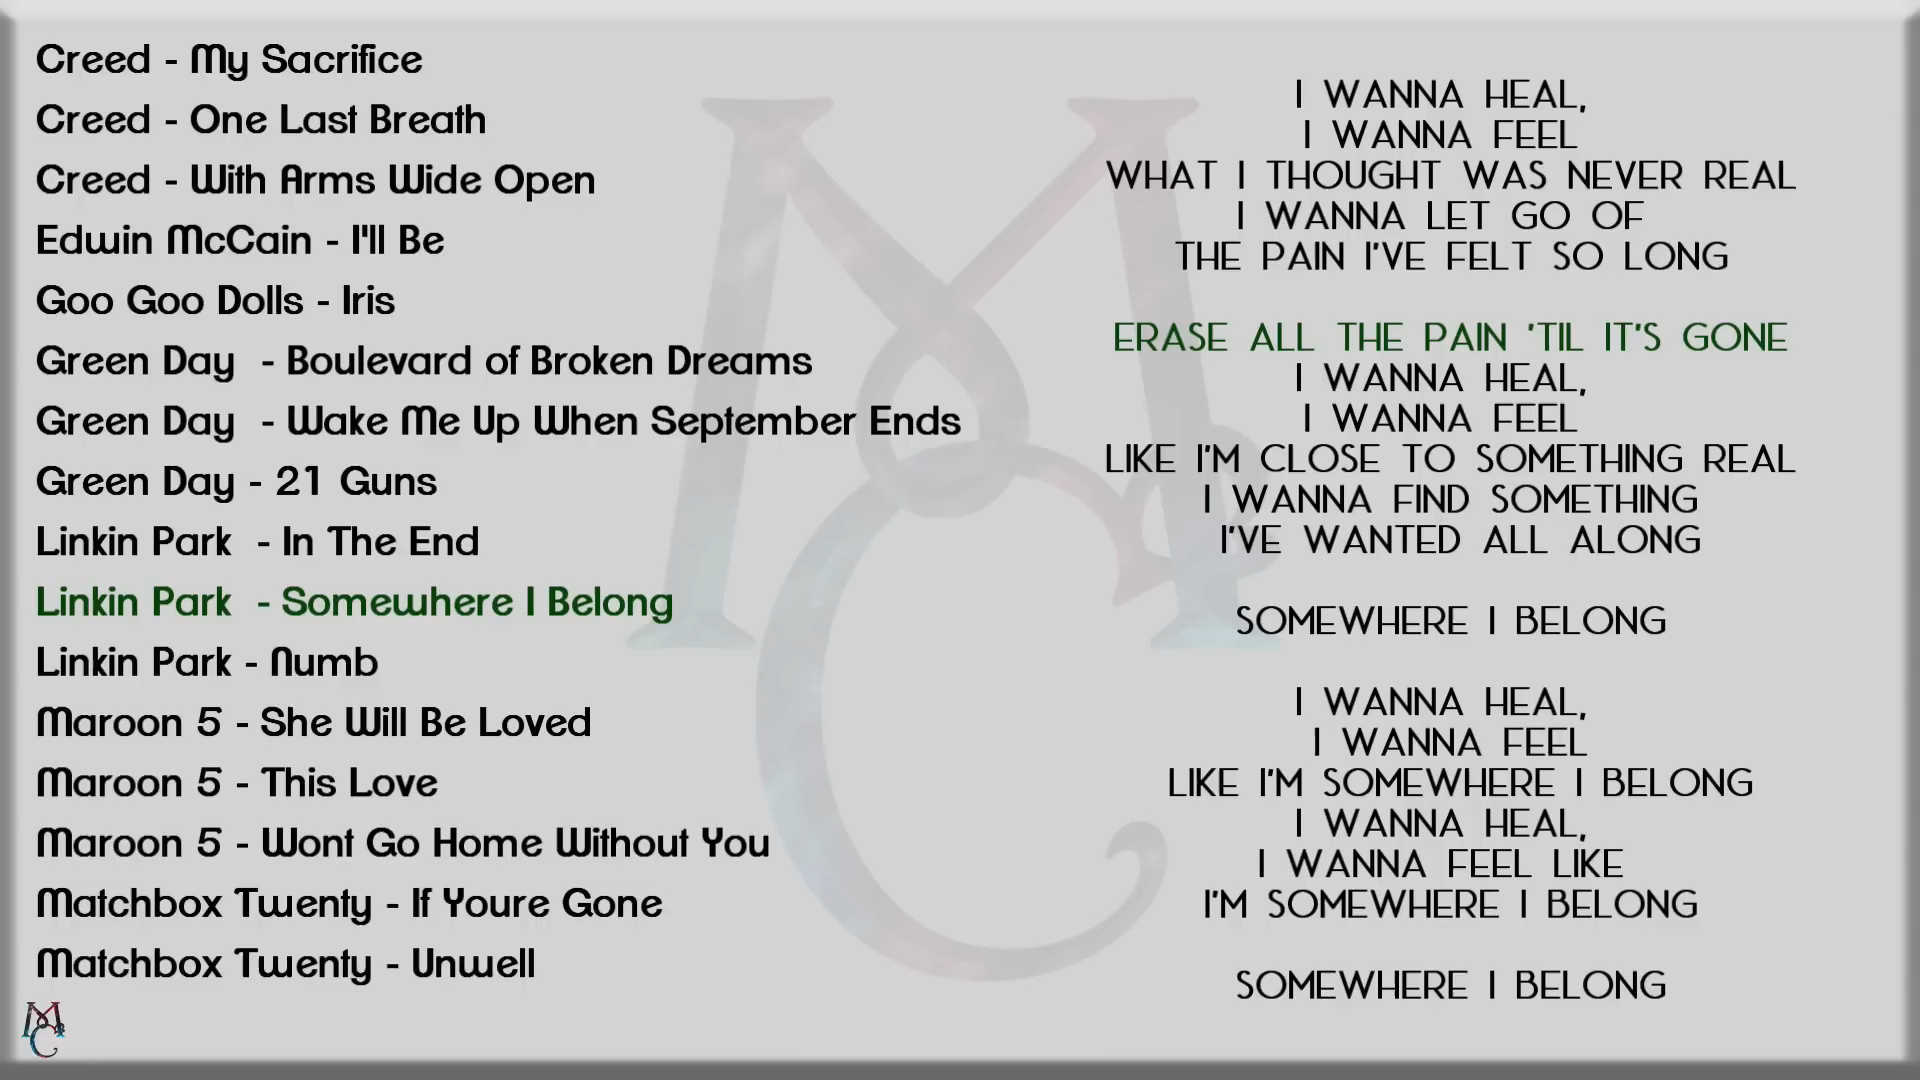 Creed - My Sacrifice
Creed - One Last Breath
Creed - With Arms Wide Open
Edwin McCain - I'll Be
Goo Goo Dolls - Iris
Green Day  - Boulevard of Broken Dreams
Green Day  - Wake Me Up When September Ends
Green Day - 21 Guns
Linkin Park  - In The End
Linkin Park  - Somewhere I Belong
Linkin Park - Numb
Maroon 5 - She Will Be Loved
Maroon 5 - This Love
Maroon 5 - Wont Go Home Without You
Matchbox Twenty - If Youre Gone
Matchbox Twenty - Unwell
I WANNA HEAL,
I WANNA FEEL
WHAT I THOUGHT WAS NEVER REAL
I WANNA LET GO OF
THE PAIN I'VE FELT SO LONG
ERASE ALL THE PAIN 'TIL IT'S GONE
I WANNA HEAL,
I WANNA FEEL
LIKE I'M CLOSE TO SOMETHING REAL
I WANNA FIND SOMETHING
I'VE WANTED ALL ALONG
SOMEWHERE I BELONG
I WANNA HEAL,
I WANNA FEEL
LIKE I'M SOMEWHERE I BELONG
I WANNA HEAL,
I WANNA FEEL LIKE
I'M SOMEWHERE I BELONG
SOMEWHERE I BELONG